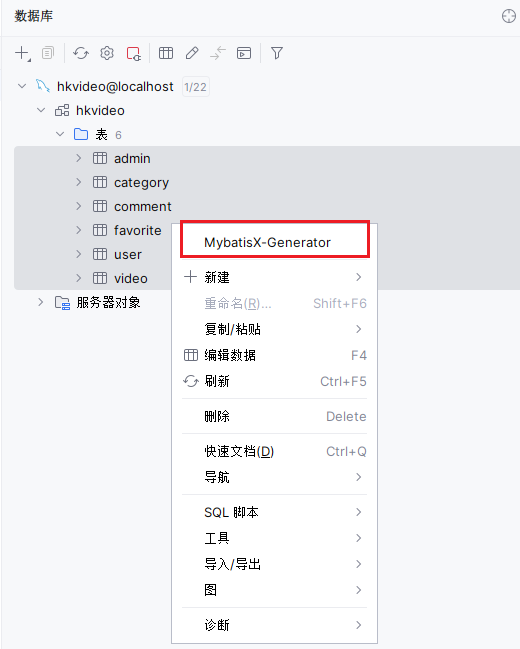 数据库
hkvideo@localhost 1/22
hkvideo
表 6
admin
category
comment
favorite
user
video
服务器对象
MybatisX-Generator
新建
重命名(R)... Shift+F6
复制/粘贴
编辑数据 F4
刷新 Ctrl+F5
删除 Delete
快速文档(D) Ctrl+Q
导航
SQL 脚本
工具
导入/导出
图
诊断